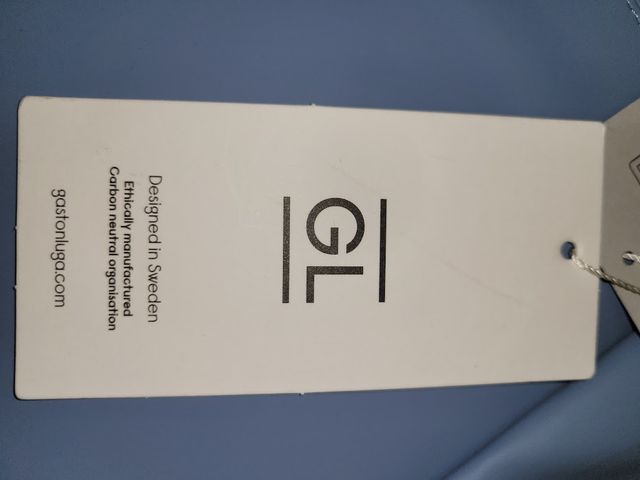 GL
Designed in Sweden
Ethically manufactured
Carbon neutral organisation
gastonluga.com